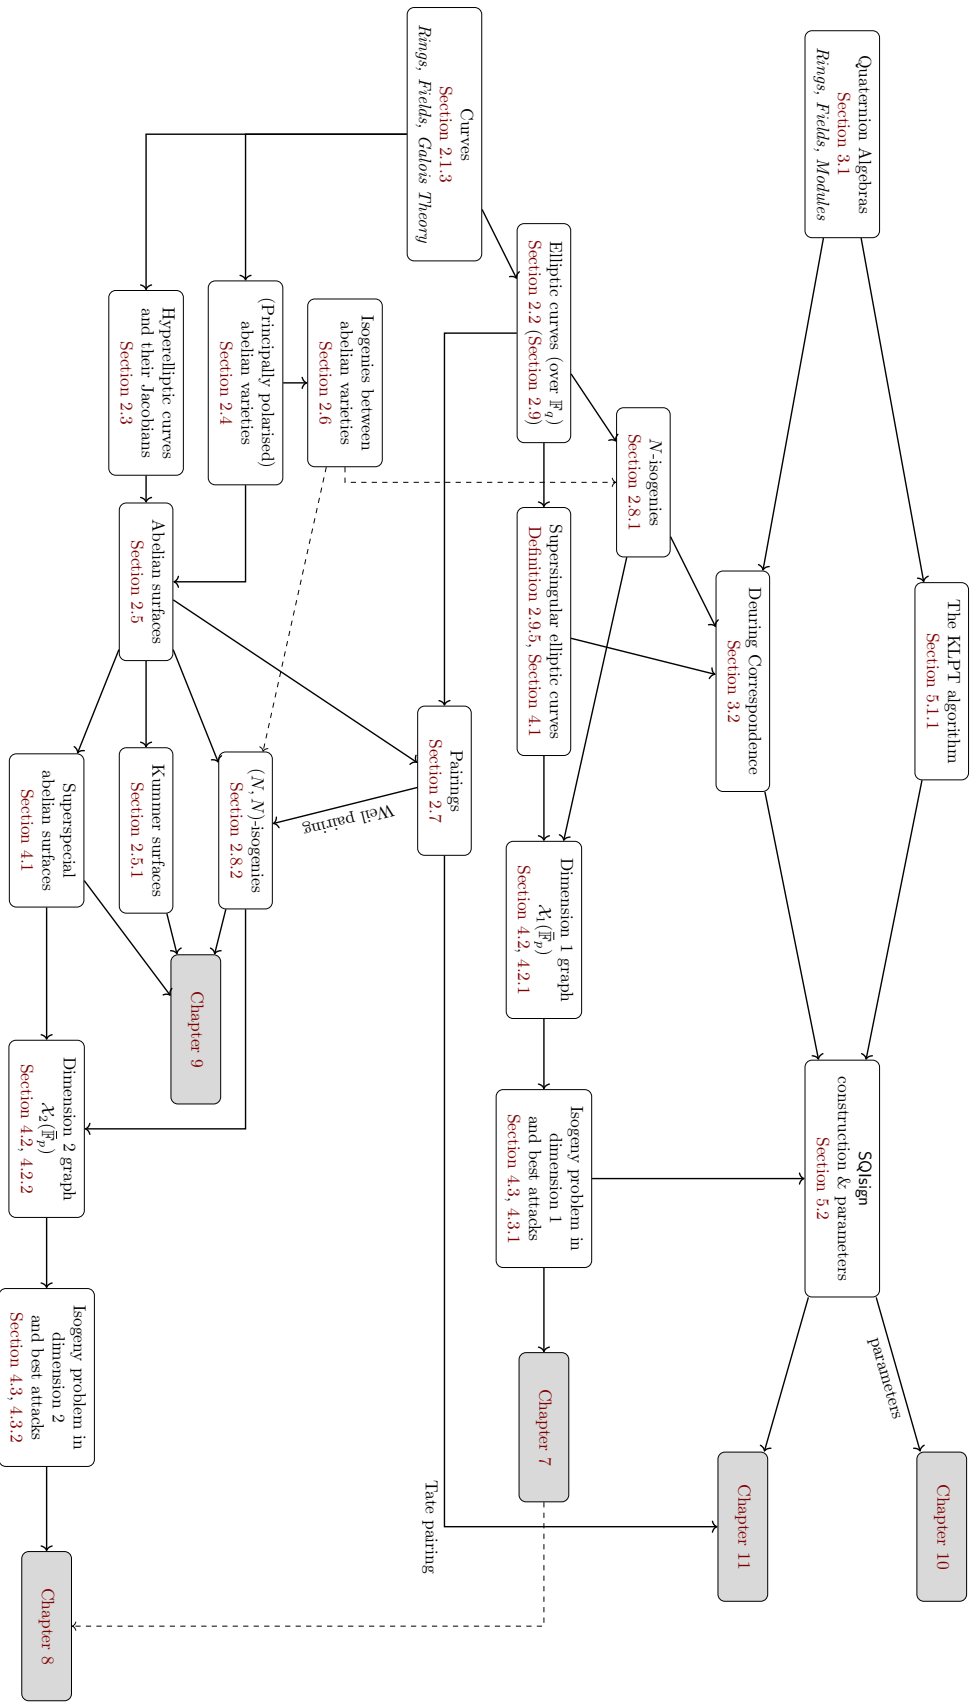 Quaternion Algebras
Section 3.1
Rings, Fields, Modules
The KLPT algorithm
Section 5.1.1
Deuring Correspondence
Section 3.2
SQIsign
construction & parameters
Section 5.2
parameters
Chapter 10
Chapter 11
N-isogenies
Section 2.8.1
Elliptic curves (over 𝔽_q)
Section 2.2 (Section 2.9)
Supersingular elliptic curves
Definition 2.9.5, Section 4.1
Dimension 1 graph
𝒳₁(𝔽̄_p)
Section 4.2, 4.2.1
Isogeny problem in
dimension 1
and best attacks
Section 4.3, 4.3.1
Chapter 7
Curves
Section 2.1.3
Rings, Fields, Galois Theory
Pairings
Section 2.7
Weil pairing
Tate pairing
Isogenies between
abelian varieties
Section 2.6
(Principally polarised)
abelian varieties
Section 2.4
Hyperelliptic curves
and their Jacobians
Section 2.3
Abelian surfaces
Section 2.5
(N, N)-isogenies
Section 2.8.2
Kummer surfaces
Section 2.5.1
Superspecial
abelian surfaces
Section 4.1
Chapter 9
Dimension 2 graph
𝒳₂(𝔽̄_p)
Section 4.2, 4.2.2
Isogeny problem in
dimension 2
and best attacks
Section 4.3, 4.3.2
Chapter 8